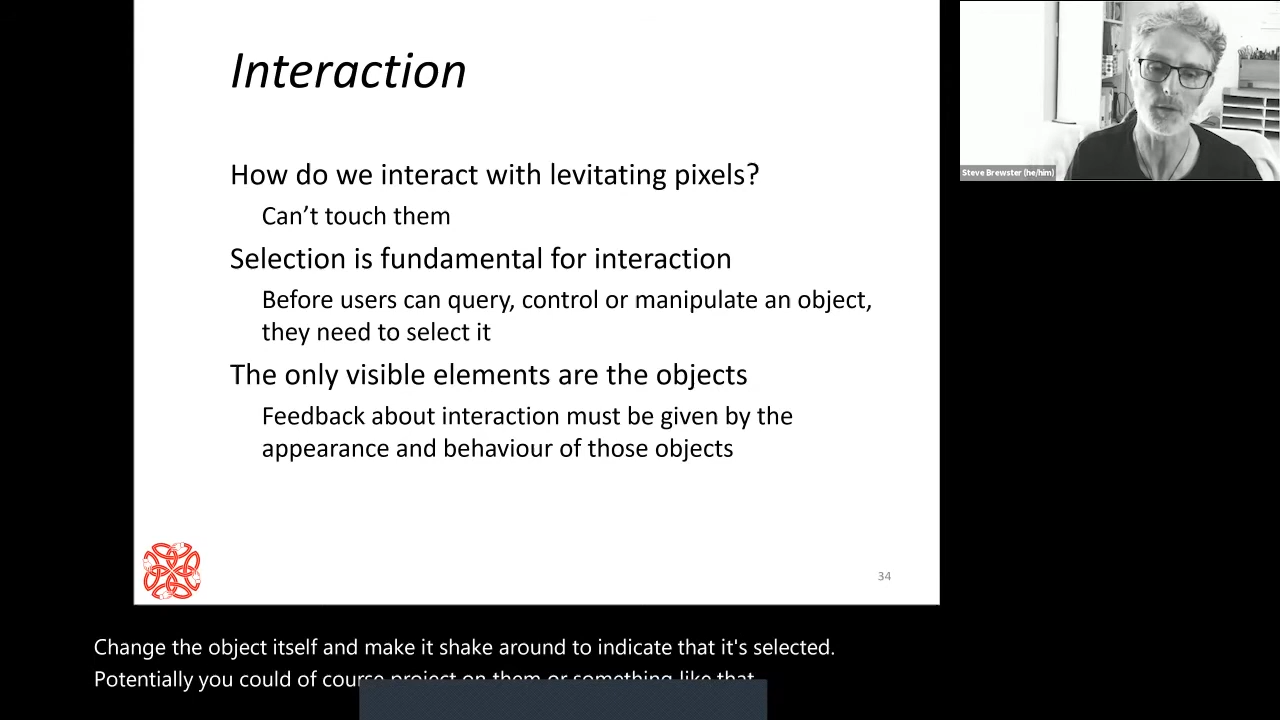 Interaction
How do we interact with levitating pixels?
Can’t touch them
Selection is fundamental for interaction
Before users can query, control or manipulate an object,
they need to select it
The only visible elements are the objects
Feedback about interaction must be given by the
appearance and behaviour of those objects
34
Steve Brewster (he/him)
Change the object itself and make it shake around to indicate that it's selected.
Potentially you could of course project on them or something like that